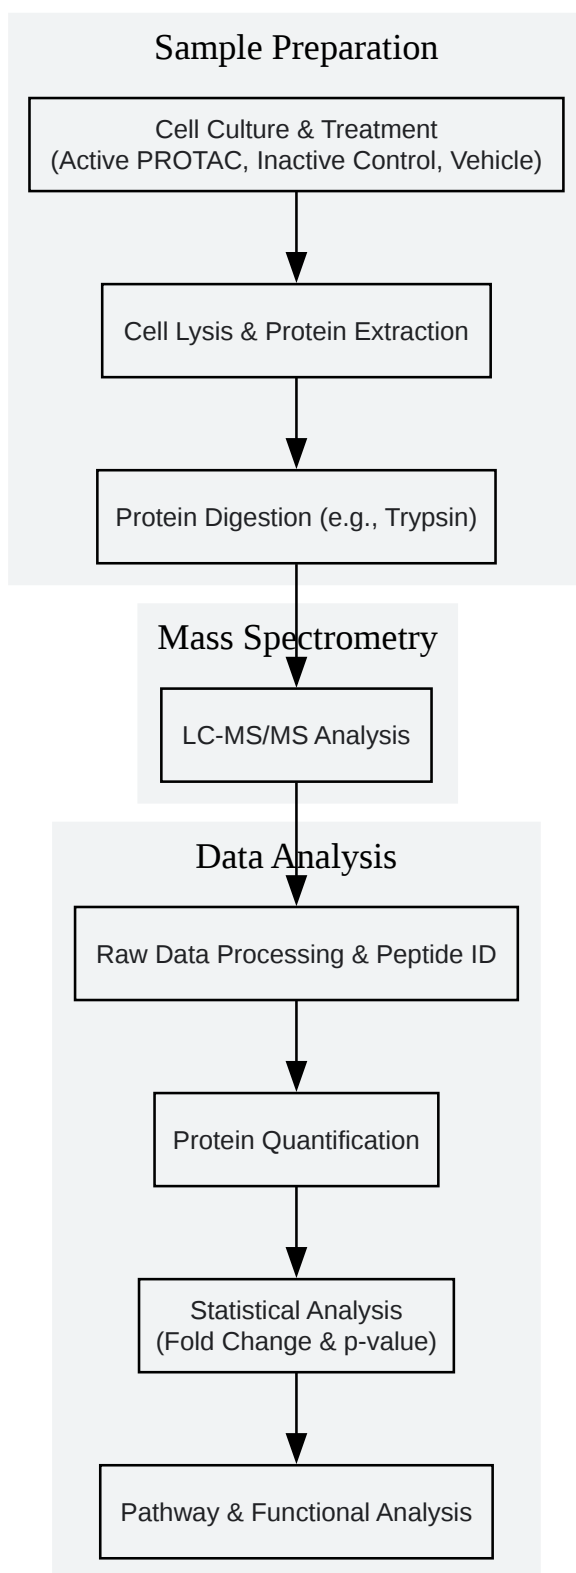 Sample Preparation
Cell Culture & Treatment
(Active PROTAC, Inactive Control, Vehicle)
Cell Lysis & Protein Extraction
Protein Digestion (e.g., Trypsin)
Mass Spectrometry
LC-MS/MS Analysis
Data Analysis
Raw Data Processing & Peptide ID
Protein Quantification
Statistical Analysis
(Fold Change & p-value)
Pathway & Functional Analysis